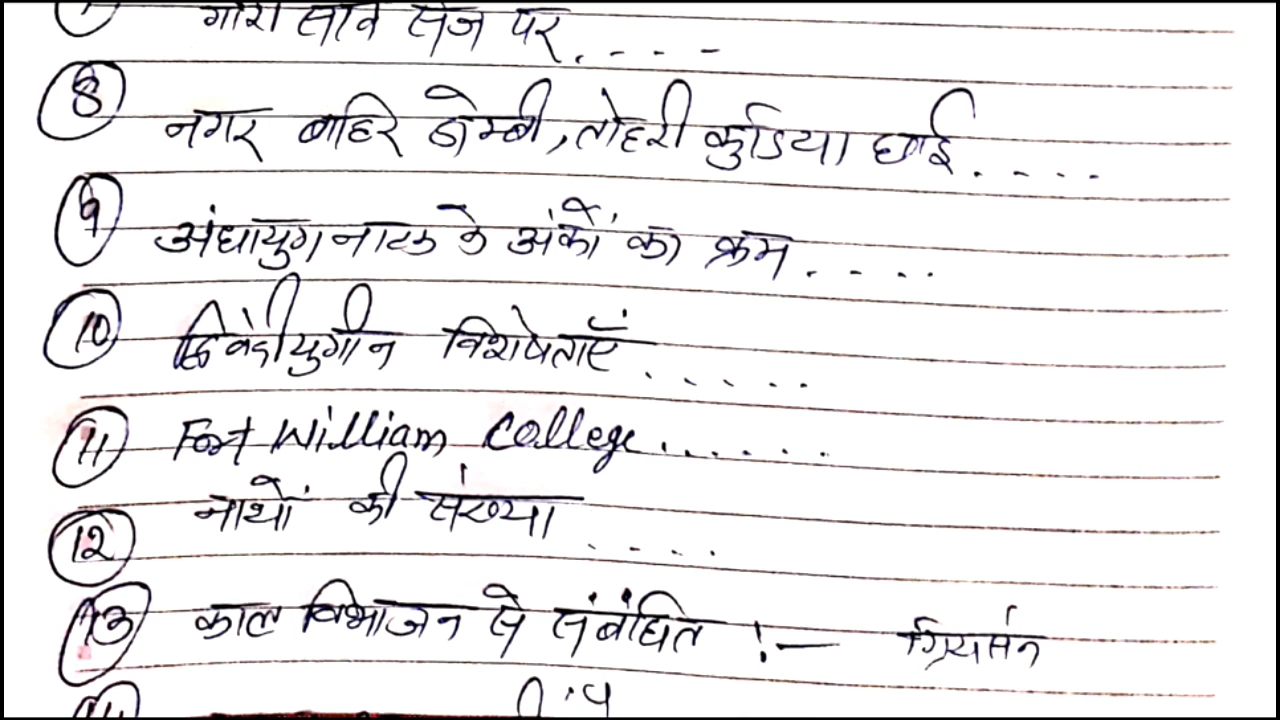 गोरी सोवे सेज पर. - - -
8 नगर बाहिरे डोम्बी, तोहरी कुडिया छाई. - - - .
9 अंधायुग नाटक के अंकों का क्रम. . . . .
10 द्विवेदीयुगीन विशेषताएँ. . . . . .
11 Fort William College. . . . . .
12 नाथों की संख्या . . . .
13 काल विभाजन से संबंधित :— ग्रियर्सन